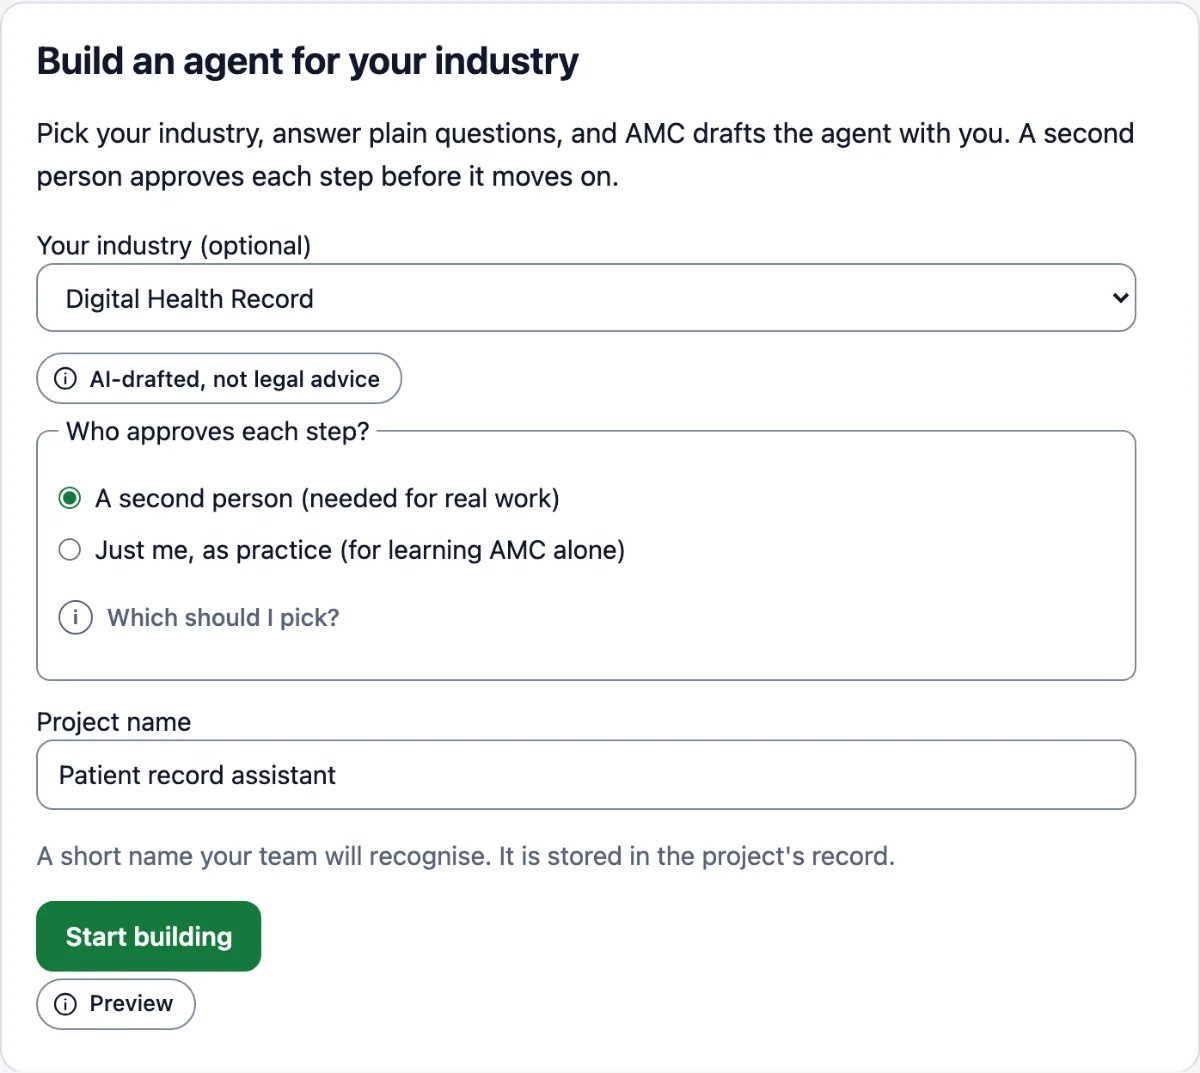 Build an agent for your industry
Pick your industry, answer plain questions, and AMC drafts the agent with you. A second
person approves each step before it moves on.
Your industry (optional)
Digital Health Record
AI-drafted, not legal advice
Who approves each step?
A second person (needed for real work)
Just me, as practice (for learning AMC alone)
Which should I pick?
Project name
Patient record assistant
A short name your team will recognise. It is stored in the project's record.
Start building
Preview